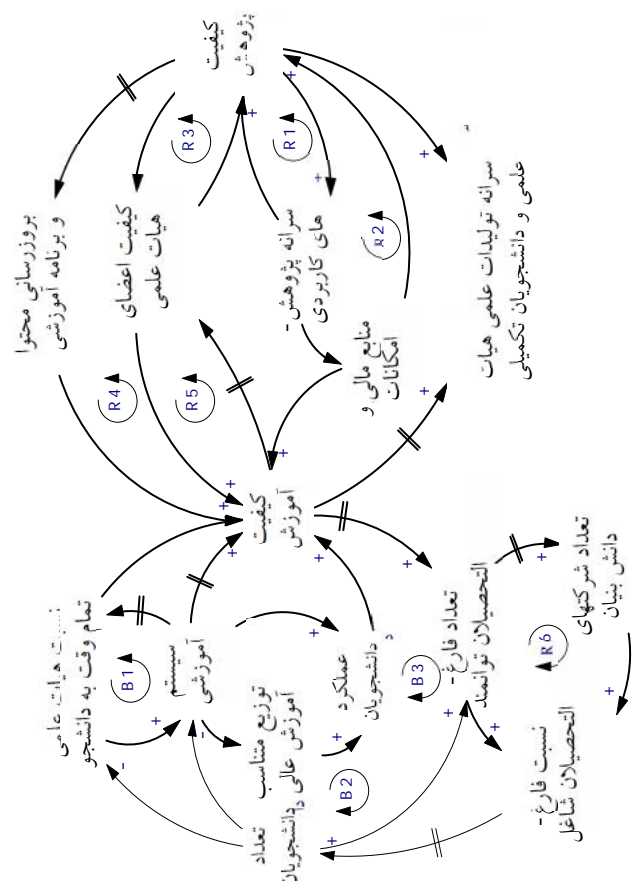 کیفیت
پژوهش
بروزرسانی محتوا
و برنامه آموزشی
کیفیت اعضای
هیات علمی
سرانه پژوهش-
های کاربردی
منابع مالی و
امکانات
سرانه تولیدات علمی هیات
علمی و دانشجویان تکمیلی
R3
R1
R2
R4
R5
کیفیت
آموزش
هیات علمی
تمام وقت به دانشجو
سیستم
آموزشی
توزیع متناسب
آموزش عالی
عملکرد
دانشجویان
تعداد
دانشجویان
تعداد فارغ-
التحصیلان توانمند
تعداد شرکتهای
دانش بنیان
نسبت فارغ-
التحصیلان شاغل
B1
B2
B3
R6